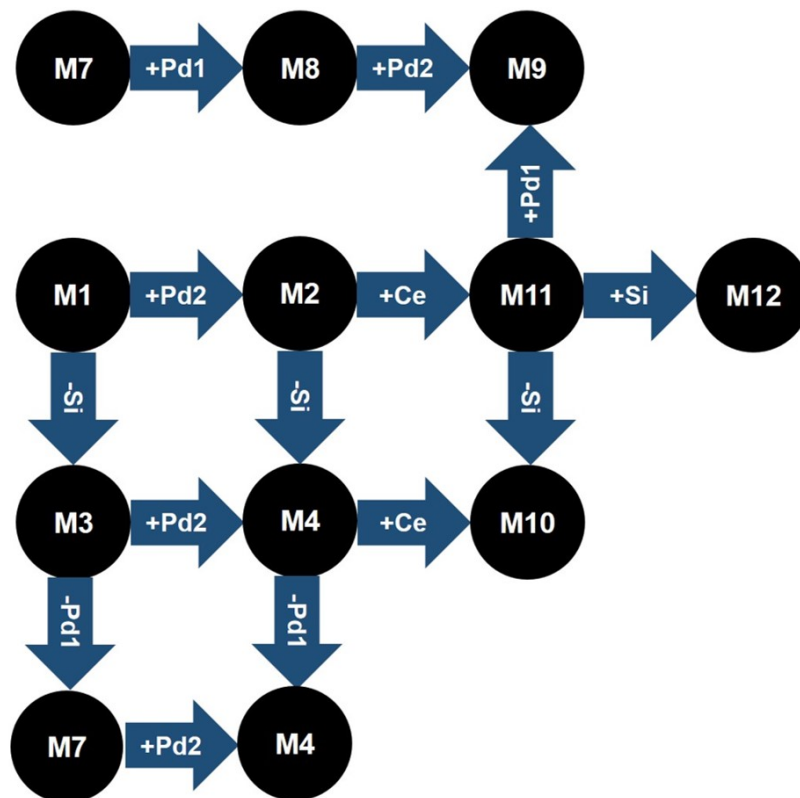 M7 +Pd1 M8 +Pd2 M9
+Pd1
M1 +Pd2 M2 +Ce M11 +Si M12
-Si -Si -Si
M3 +Pd2 M4 +Ce M10
-Pd1 -Pd1
M7 +Pd2 M4